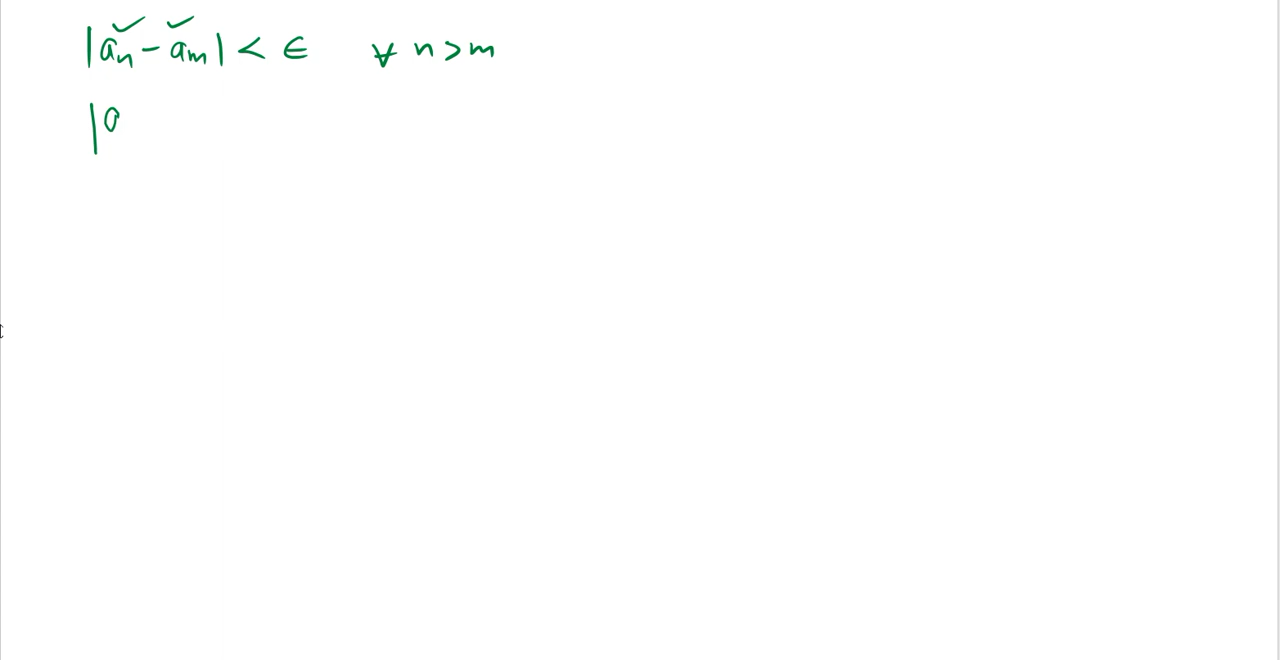 |aₙ - aₘ| < ∈ ∀ n > m
|a